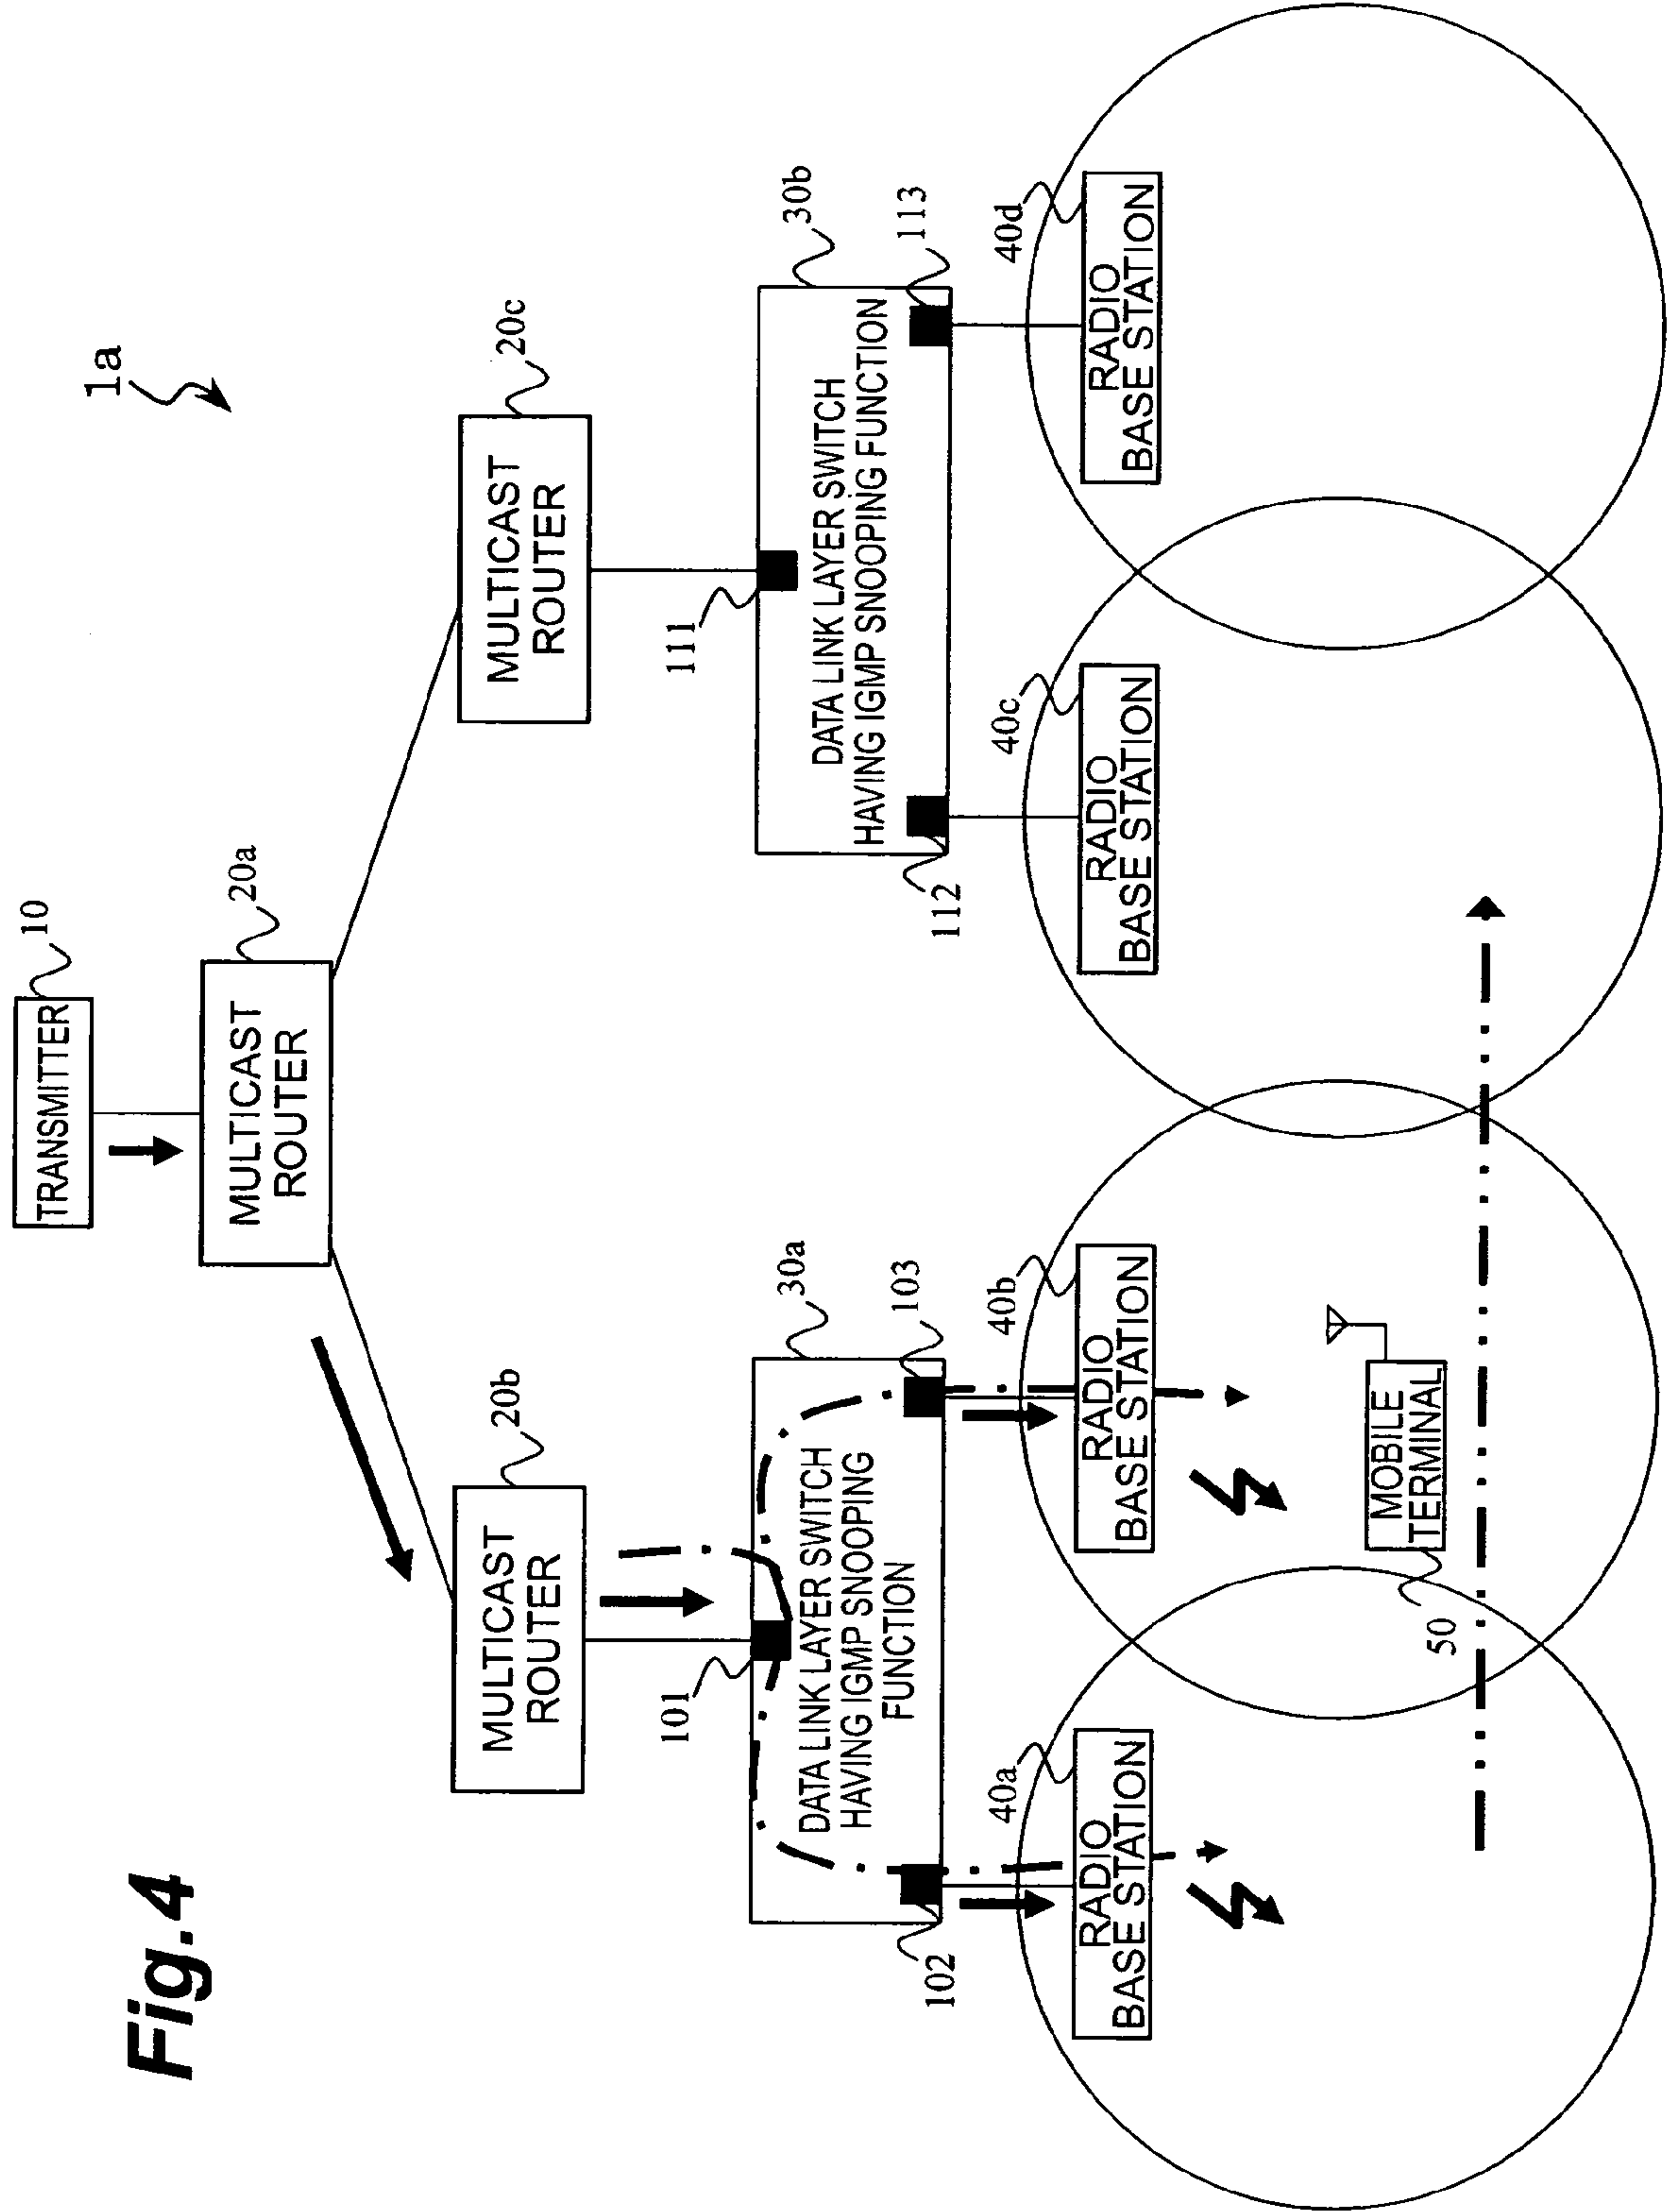 Fig.4
1a
TRANSMITTER
10
MULTICAST
ROUTER
20a
MULTICAST
ROUTER
20b
MULTICAST
ROUTER
20c
101
DATA LINK LAYER SWITCH
HAVING IGMP SNOOPING
FUNCTION
30a
102
103
111
DATA LINK LAYER SWITCH
HAVING IGMP SNOOPING FUNCTION
30b
112
113
RADIO
BASE STATION
40a
RADIO
BASE STATION
40b
RADIO
BASE STATION
40c
RADIO
BASE STATION
40d
MOBILE
TERMINAL
50